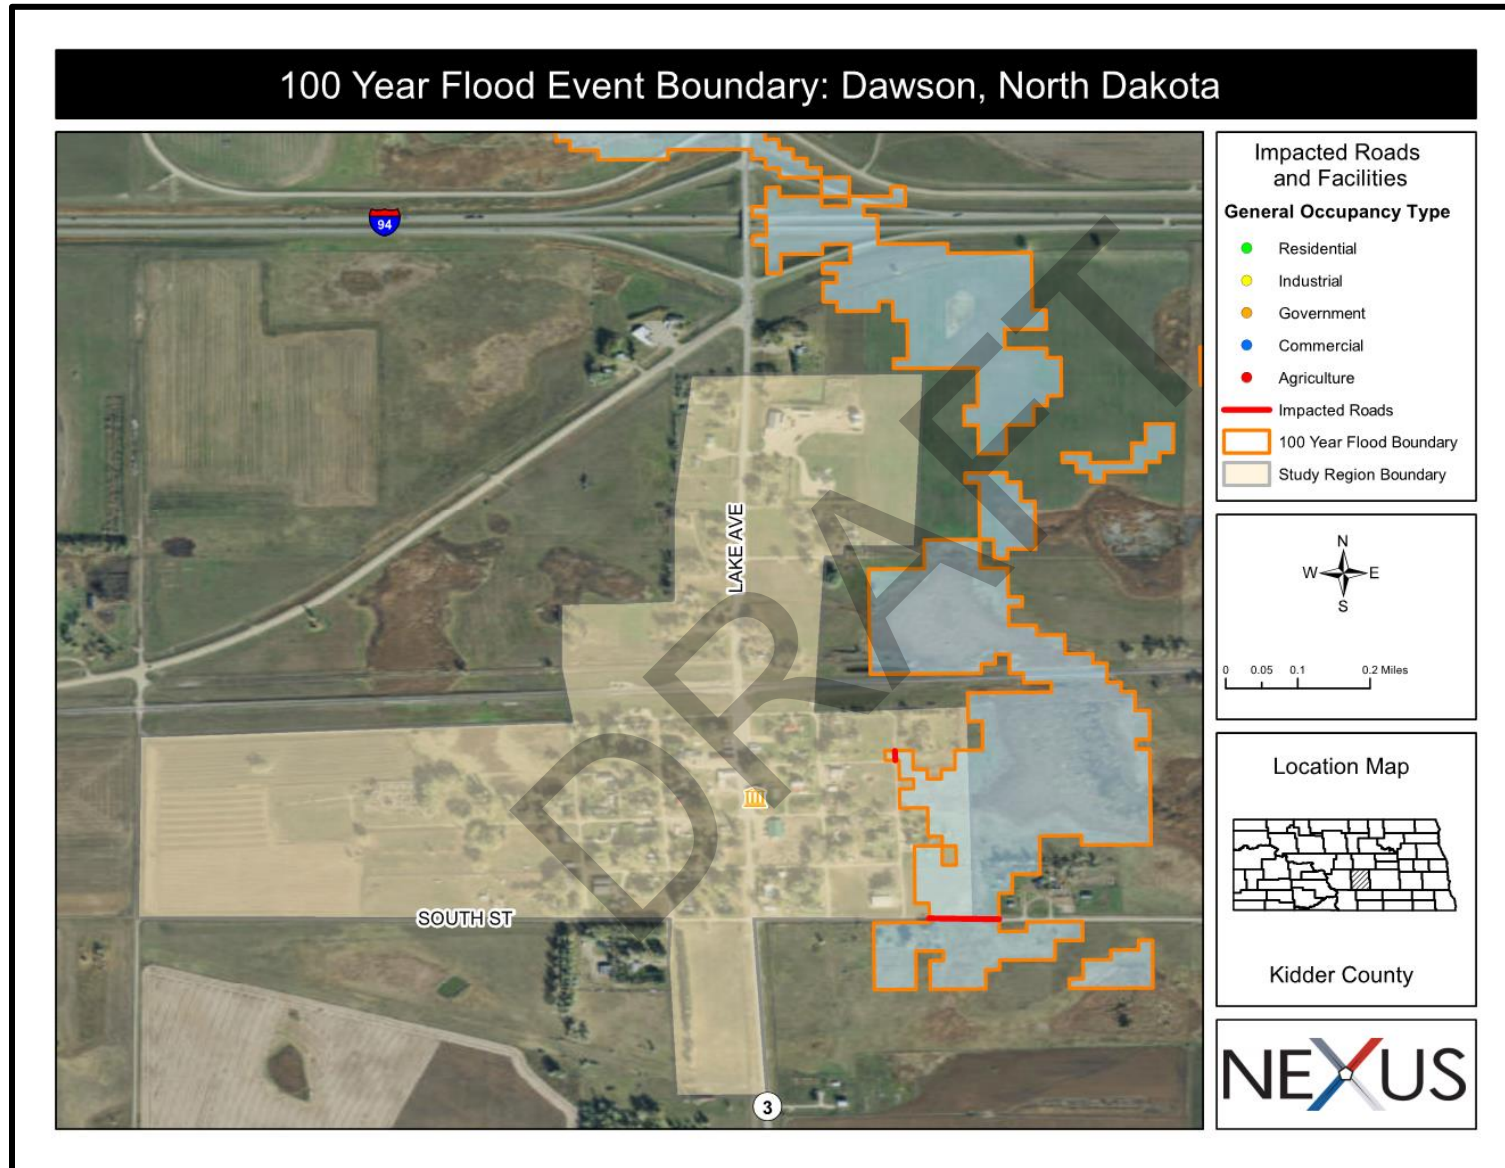 100 Year Flood Event Boundary: Dawson, North Dakota
94
LAKE AVE
SOUTH ST
3
DRAFT
Impacted Roads
and Facilities
General Occupancy Type
Residential
Industrial
Government
Commercial
Agriculture
Impacted Roads
100 Year Flood Boundary
Study Region Boundary
N
W E
S
0 0.05 0.1 0.2 Miles
Location Map
Kidder County
NEXUS